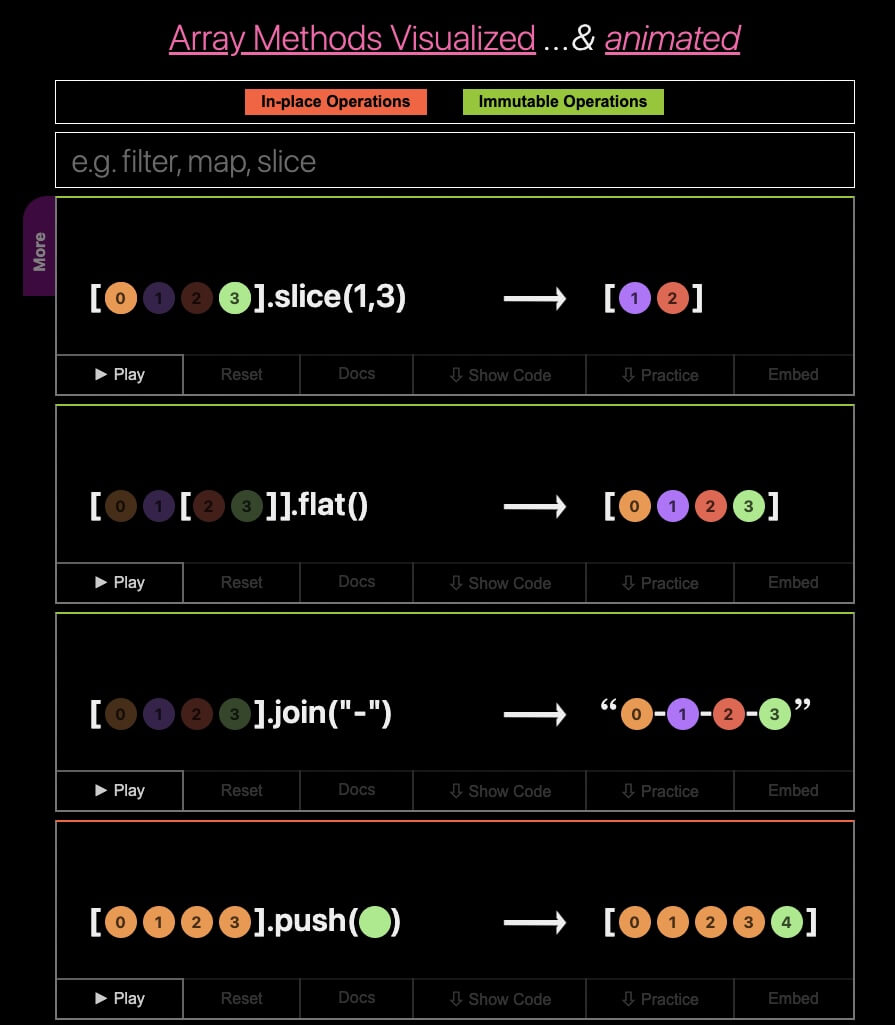 Array Methods Visualized ...& animated
In-place Operations Immutable Operations
e.g. filter, map, slice
More
[0 1 2 3].slice(1,3) ⟶ [1 2]
▶ Play Reset Docs ⇩ Show Code ⇩ Practice Embed
[0 1 [2 3]].flat() ⟶ [0 1 2 3]
▶ Play Reset Docs ⇩ Show Code ⇩ Practice Embed
[0 1 2 3].join("-") ⟶ “0-1-2-3”
▶ Play Reset Docs ⇩ Show Code ⇩ Practice Embed
[0 1 2 3].push( ) ⟶ [0 1 2 3 4]
▶ Play Reset Docs ⇩ Show Code ⇩ Practice Embed